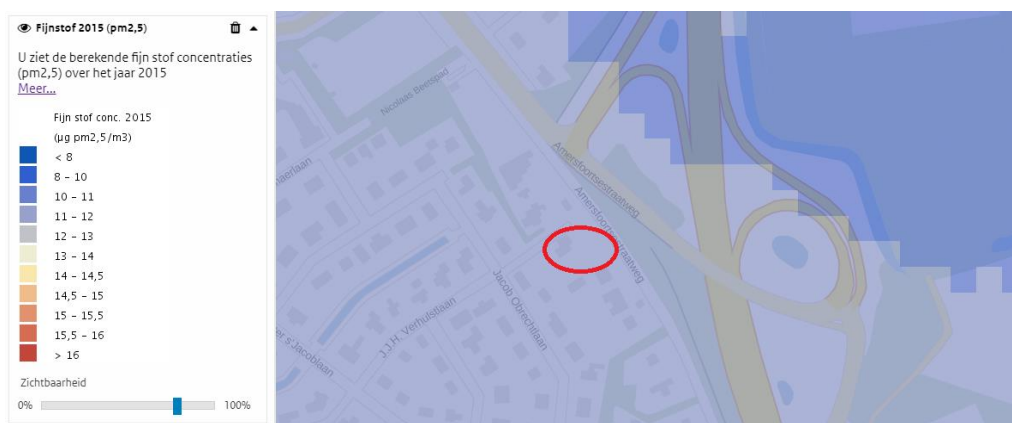 Fijnstof 2015 (pm2,5)
U ziet de berekende fijn stof concentraties
(pm2,5) over het jaar 2015
Meer...
Fijn stof conc. 2015
(µg pm2,5/m3)
< 8
8 – 10
10 – 11
11 – 12
12 – 13
13 – 14
14 – 14,5
14,5 – 15
15 – 15,5
15,5 – 16
> 16
Zichtbaarheid
0%
100%
Nicolaas Beetspad
Amersfoortsestraatweg
Amersfoortsestraatweg
Jacob Obrechtlaan
J.J.H. Verhulstlaan